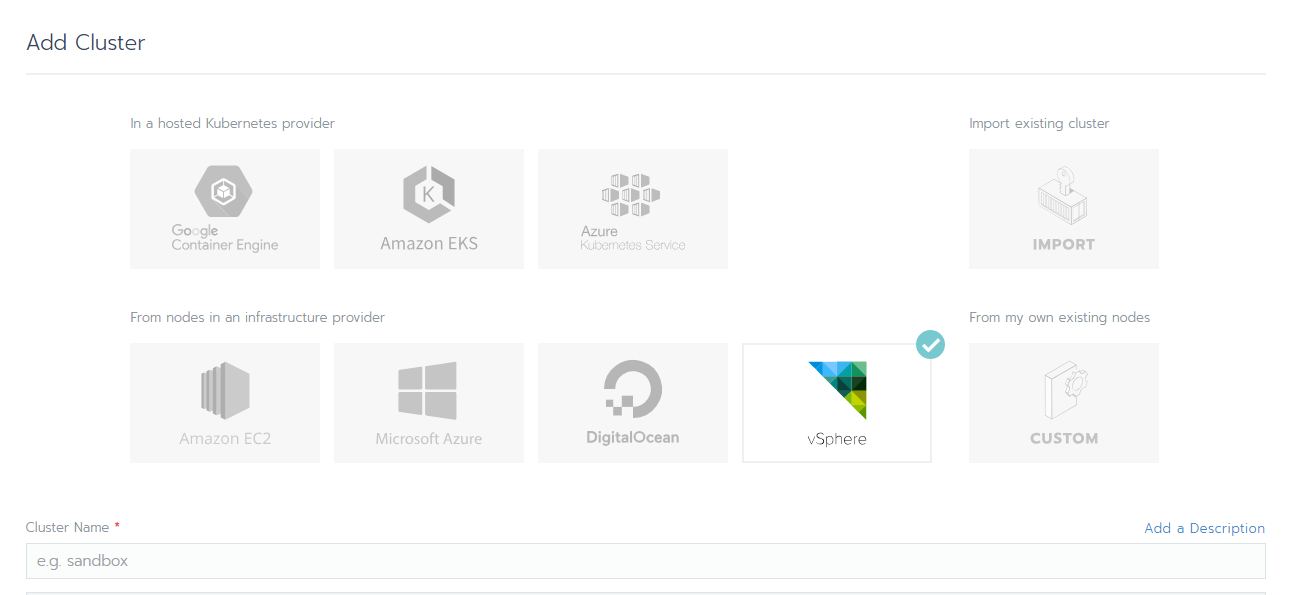 Add Cluster
In a hosted Kubernetes provider
Import existing cluster
Google
Container Engine
K
Amazon EKS
Azure
Kubernetes Service
IMPORT
From nodes in an infrastructure provider
From my own existing nodes
Amazon EC2
Microsoft Azure
DigitalOcean
vSphere
CUSTOM
Cluster Name *
Add a Description
e.g. sandbox